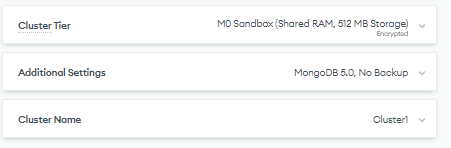 Cluster Tier
M0 Sandbox (Shared RAM, 512 MB Storage)
Encrypted
Additional Settings
MongoDB 5.0, No Backup
Cluster Name
Cluster1